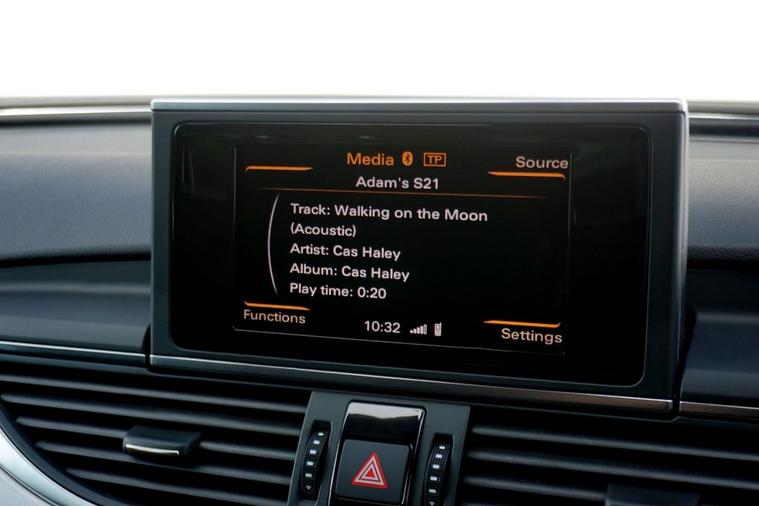 Media TP Source
Adam's S21
Track: Walking on the Moon
(Acoustic)
Artist: Cas Haley
Album: Cas Haley
Play time: 0:20
Functions 10:32 Settings